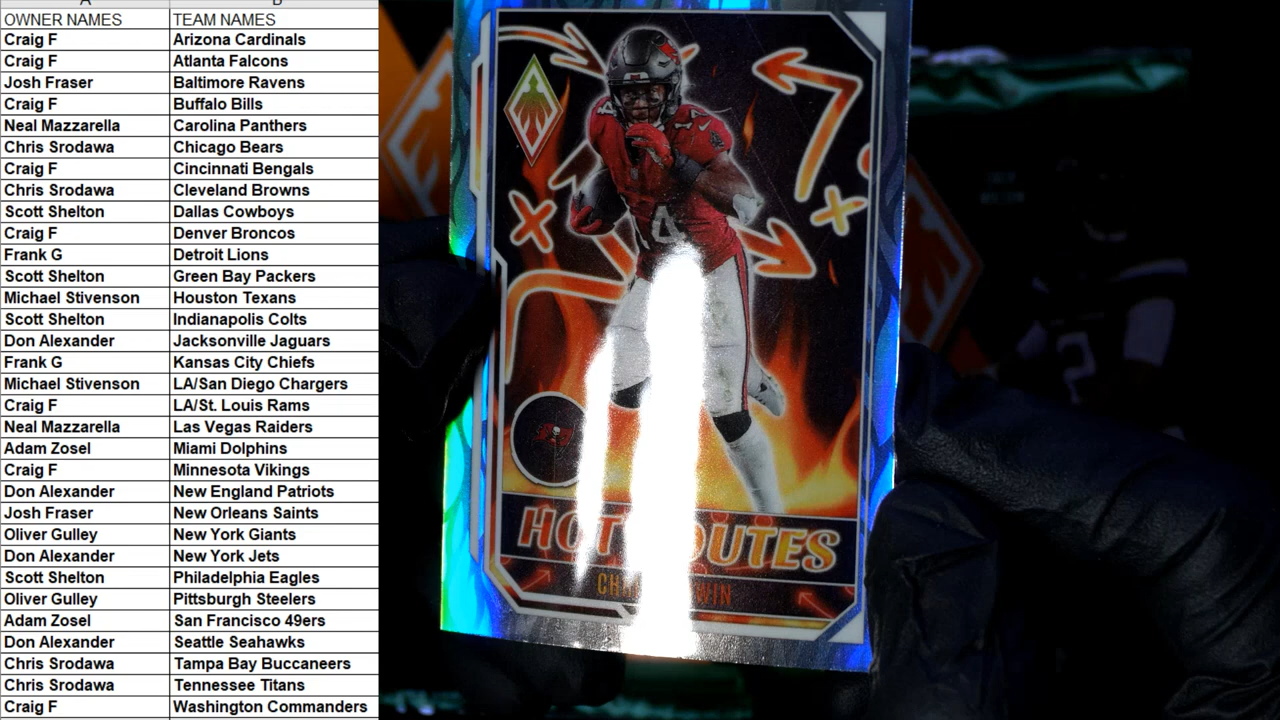 A B
OWNER NAMES TEAM NAMES
Craig F Arizona Cardinals
Craig F Atlanta Falcons
Josh Fraser Baltimore Ravens
Craig F Buffalo Bills
Neal Mazzarella Carolina Panthers
Chris Srodawa Chicago Bears
Craig F Cincinnati Bengals
Chris Srodawa Cleveland Browns
Scott Shelton Dallas Cowboys
Craig F Denver Broncos
Frank G Detroit Lions
Scott Shelton Green Bay Packers
Michael Stivenson Houston Texans
Scott Shelton Indianapolis Colts
Don Alexander Jacksonville Jaguars
Frank G Kansas City Chiefs
Michael Stivenson LA/San Diego Chargers
Craig F LA/St. Louis Rams
Neal Mazzarella Las Vegas Raiders
Adam Zosel Miami Dolphins
Craig F Minnesota Vikings
Don Alexander New England Patriots
Josh Fraser New Orleans Saints
Oliver Gulley New York Giants
Don Alexander New York Jets
Scott Shelton Philadelphia Eagles
Oliver Gulley Pittsburgh Steelers
Adam Zosel San Francisco 49ers
Don Alexander Seattle Seahawks
Chris Srodawa Tampa Bay Buccaneers
Chris Srodawa Tennessee Titans
Craig F Washington Commanders
14
HOT ROUTES